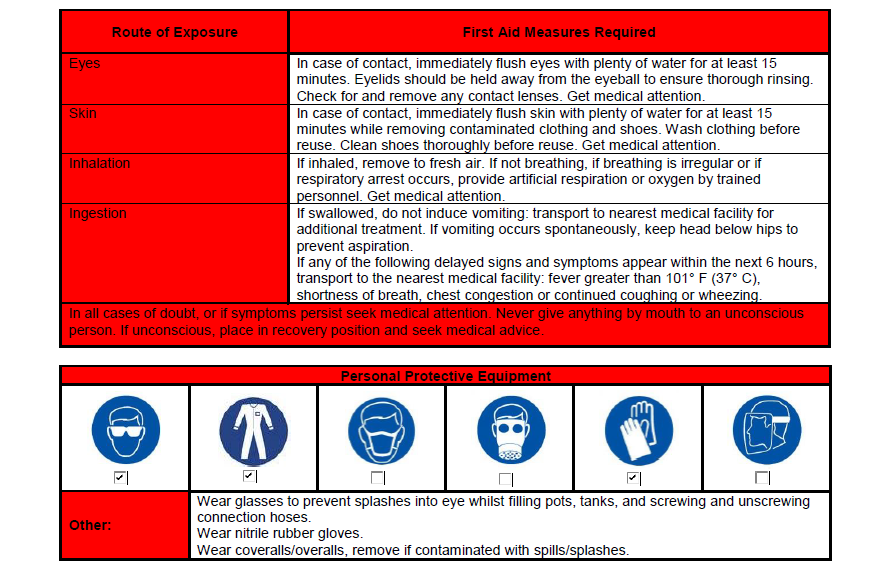 Route of Exposure
First Aid Measures Required
Eyes
In case of contact, immediately flush eyes with plenty of water for at least 15
minutes. Eyelids should be held away from the eyeball to ensure thorough rinsing.
Check for and remove any contact lenses. Get medical attention.
Skin
In case of contact, immediately flush skin with plenty of water for at least 15
minutes while removing contaminated clothing and shoes. Wash clothing before
reuse. Clean shoes thoroughly before reuse. Get medical attention.
Inhalation
If inhaled, remove to fresh air. If not breathing, if breathing is irregular or if
respiratory arrest occurs, provide artificial respiration or oxygen by trained
personnel. Get medical attention.
Ingestion
If swallowed, do not induce vomiting: transport to nearest medical facility for
additional treatment. If vomiting occurs spontaneously, keep head below hips to
prevent aspiration.
If any of the following delayed signs and symptoms appear within the next 6 hours,
transport to the nearest medical facility: fever greater than 101° F (37° C),
shortness of breath, chest congestion or continued coughing or wheezing.
In all cases of doubt, or if symptoms persist seek medical attention. Never give anything by mouth to an unconscious
person. If unconscious, place in recovery position and seek medical advice.
Personal Protective Equipment
Other:
Wear glasses to prevent splashes into eye whilst filling pots, tanks, and screwing and unscrewing
connection hoses.
Wear nitrile rubber gloves.
Wear coveralls/overalls, remove if contaminated with spills/splashes.